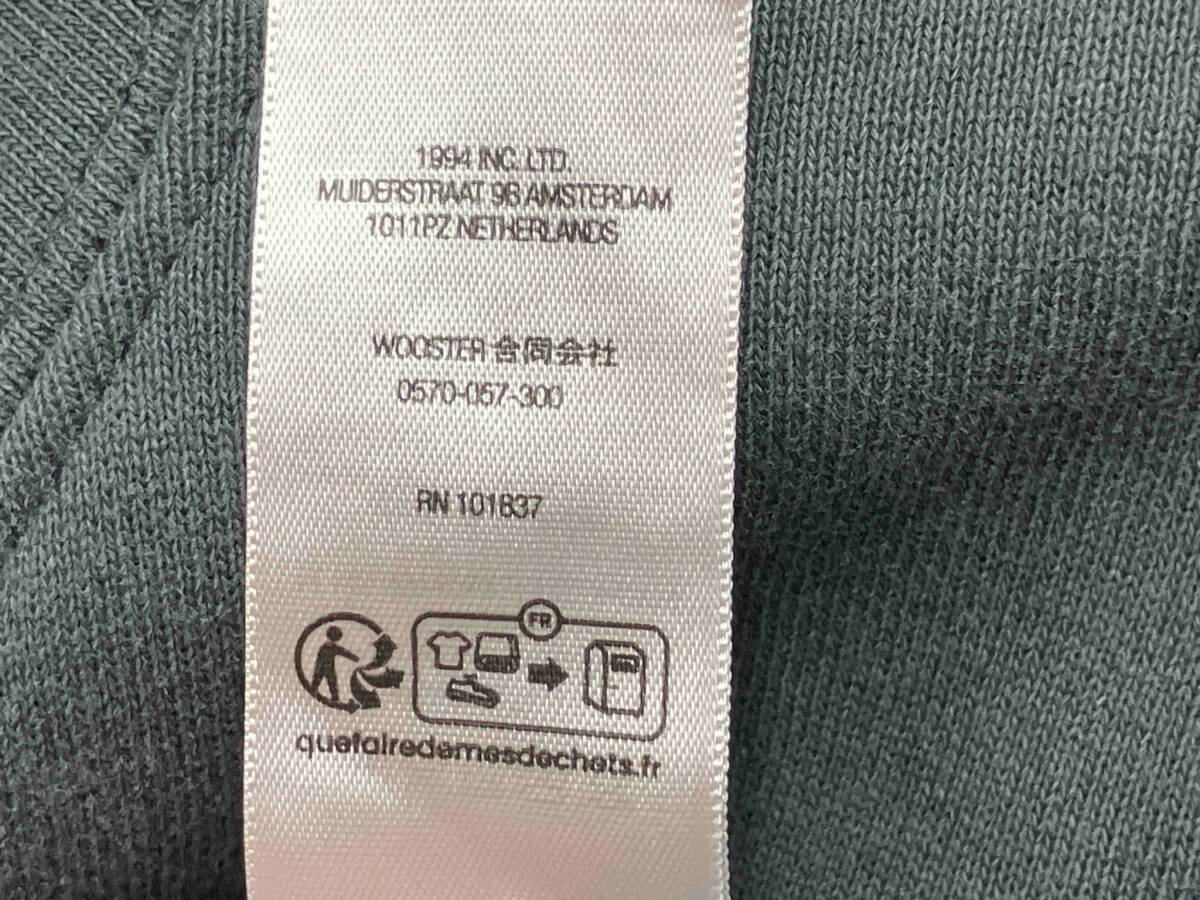 1994 INC. LTD.
MUIDERSTRAAT 96 AMSTERDAM
1011PZ NETHERLANDS
WOOSTER 合同会社
0570-057-300
RN 101837
FR
quefairedemesdechets.fr